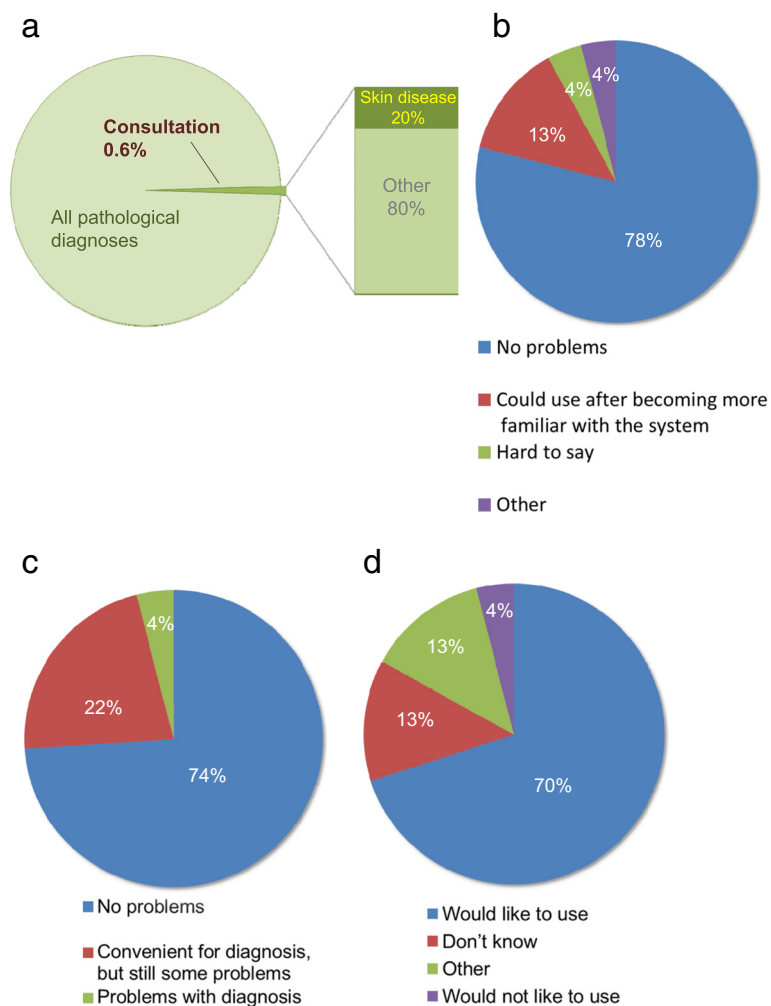 a
Consultation
0.6%
All pathological
diagnoses
Skin disease
20%
Other
80%
b
4%
4%
13%
78%
No problems
Could use after becoming more
familiar with the system
Hard to say
Other
c
4%
22%
74%
No problems
Convenient for diagnosis,
but still some problems
Problems with diagnosis
d
4%
13%
13%
70%
Would like to use
Don't know
Other
Would not like to use